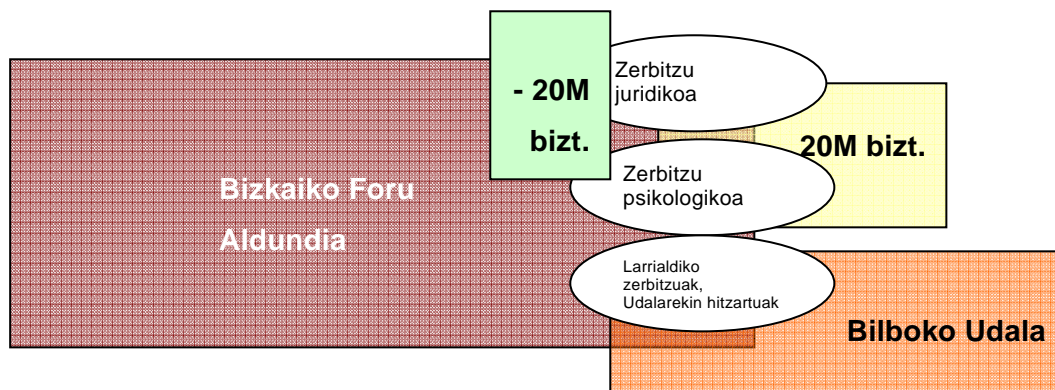 - 20M
bizt.
Zerbitzu
juridikoa
20M bizt.
Zerbitzu
psikologikoa
Bizkaiko Foru
Aldundia
Larrialdiko
zerbitzuak,
Udalarekin hitzartuak
Bilboko Udala